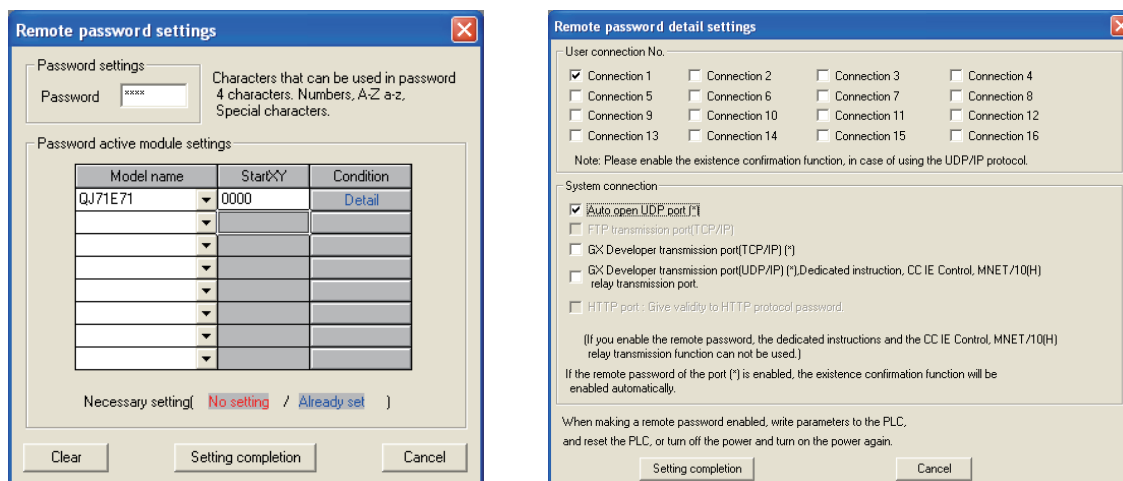 Remote password settings
Password settings
Password ****
Characters that can be used in password
4 characters. Numbers, A-Z a-z,
Special characters.
Password active module settings
Model name StartXY Condition
QJ71E71 0000 Detail
Necessary setting( No setting / Already set )
Clear Setting completion Cancel
Remote password detail settings
User connection No.
Connection 1 Connection 2 Connection 3 Connection 4
Connection 5 Connection 6 Connection 7 Connection 8
Connection 9 Connection 10 Connection 11 Connection 12
Connection 13 Connection 14 Connection 15 Connection 16
Note: Please enable the existence confirmation function, in case of using the UDP/IP protocol.
System connection
Auto open UDP port (*)
FTP transmission port(TCP/IP)
GX Developer transmission port(TCP/IP) (*)
GX Developer transmission port(UDP/IP) (*),Dedicated instruction, CC IE Control, MNET/10(H)
relay transmission port.
HTTP port : Give validity to HTTP protocol password.
(If you enable the remote password, the dedicated instructions and the CC IE Control, MNET/10(H)
relay transmission function can not be used.)
If the remote password of the port (*) is enabled, the existence confirmation function will be
enabled automatically.
When making a remote password enabled, write parameters to the PLC,
and reset the PLC, or turn off the power and turn on the power again.
Setting completion Cancel